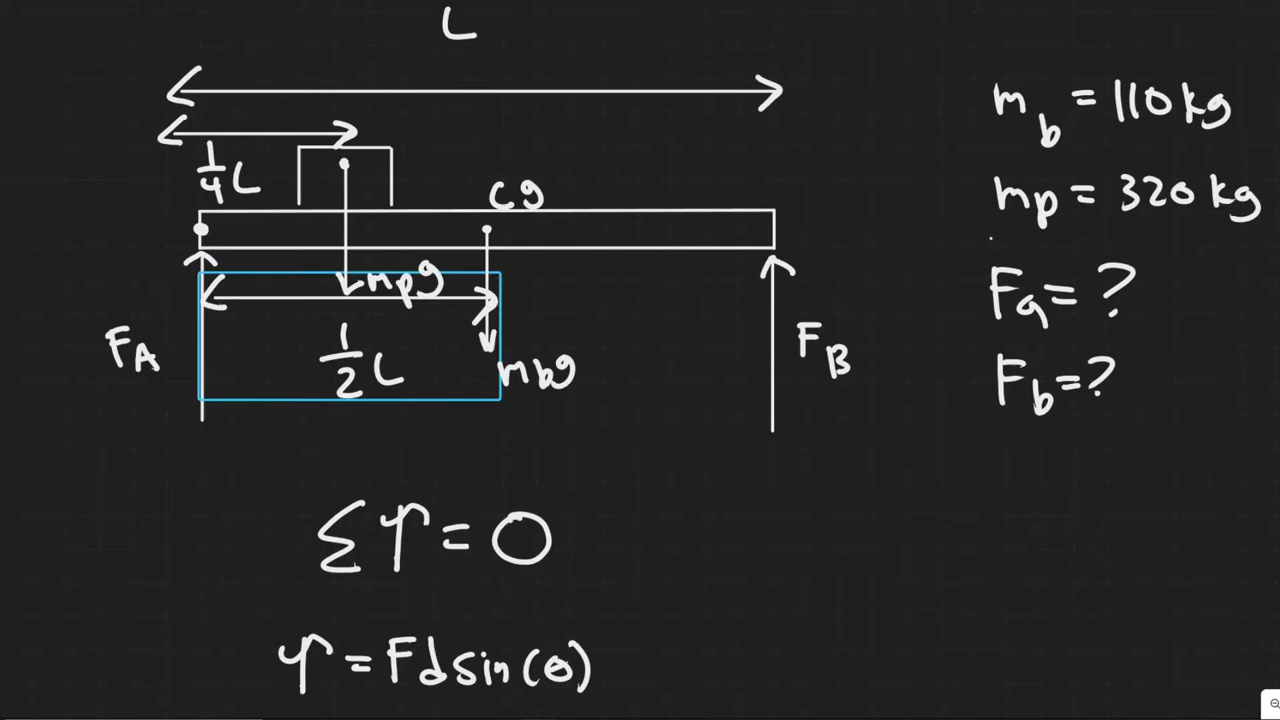 L
1/4 L
cg
mpg
1/2 L
mbg
FA
FB
m_b = 110 kg
mp = 320 kg
Fa = ?
Fb = ?
Στ = 0
τ = Fd sin(θ)